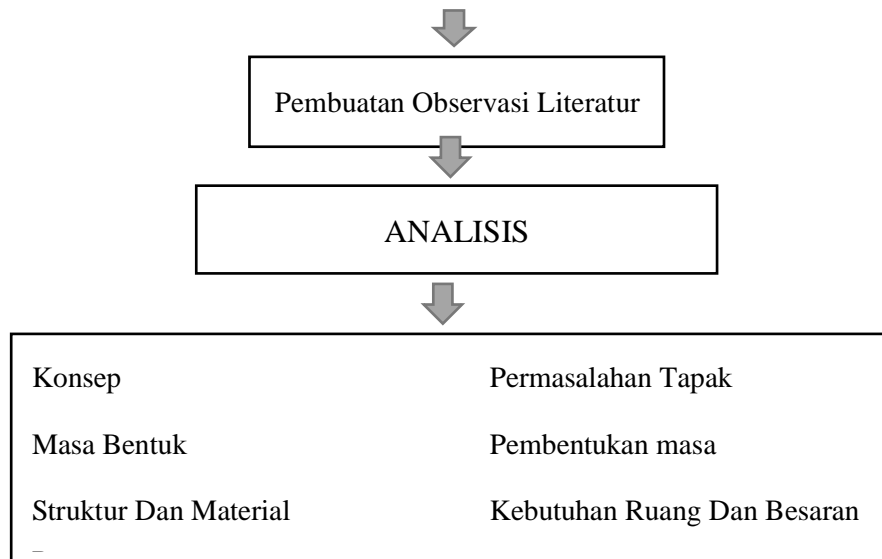 Pembuatan Observasi Literatur
ANALISIS
Konsep
Permasalahan Tapak
Masa Bentuk
Pembentukan masa
Struktur Dan Material
Kebutuhan Ruang Dan Besaran